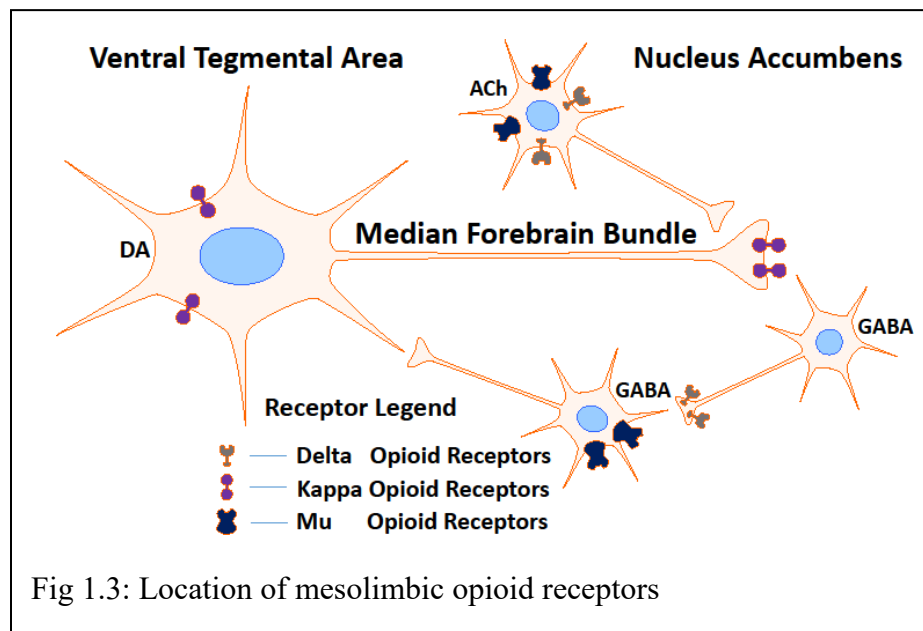 Ventral Tegmental Area
Nucleus Accumbens
ACh
DA
Median Forebrain Bundle
GABA
GABA
Receptor Legend
Delta Opioid Receptors
Kappa Opioid Receptors
Mu Opioid Receptors
Fig 1.3: Location of mesolimbic opioid receptors